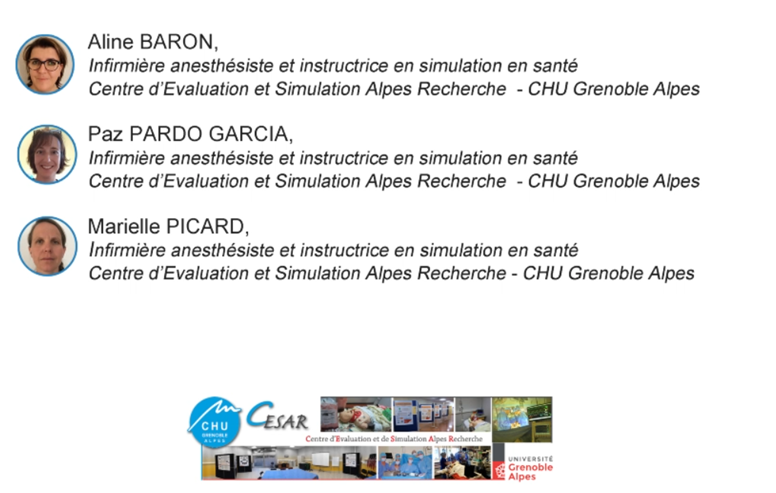 Aline BARON,
Infirmière anesthésiste et instructrice en simulation en santé
Centre d'Evaluation et Simulation Alpes Recherche - CHU Grenoble Alpes
Paz PARDO GARCIA,
Infirmière anesthésiste et instructrice en simulation en santé
Centre d'Evaluation et Simulation Alpes Recherche - CHU Grenoble Alpes
Marielle PICARD,
Infirmière anesthésiste et instructrice en simulation en santé
Centre d'Evaluation et Simulation Alpes Recherche - CHU Grenoble Alpes
CHU
GRENOBLE
ALPES
CESAR
Centre d'Evaluation et de Simulation Alpes Recherche
UNIVERSITÉ
Grenoble
Alpes